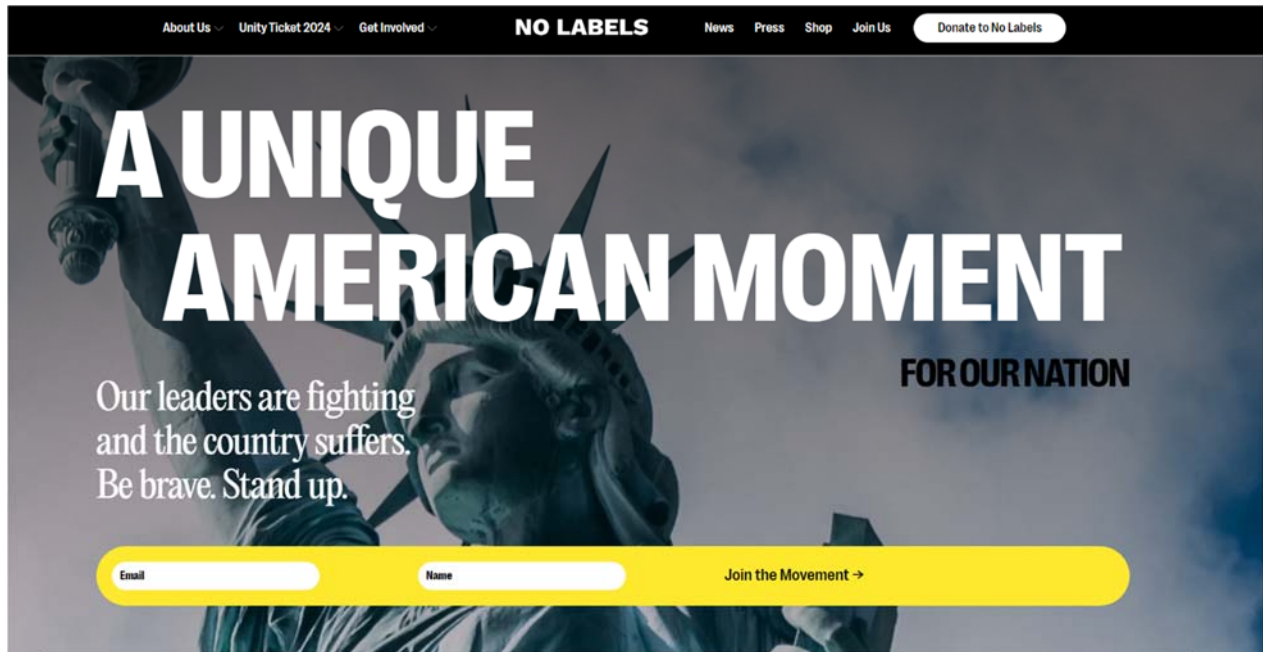 About Us Unity Ticket 2024 Get Involved NO LABELS News Press Shop Join Us Donate to No Labels
A UNIQUE
AMERICAN MOMENT
FOR OUR NATION
Our leaders are fighting
and the country suffers.
Be brave. Stand up.
Email Name Join the Movement →